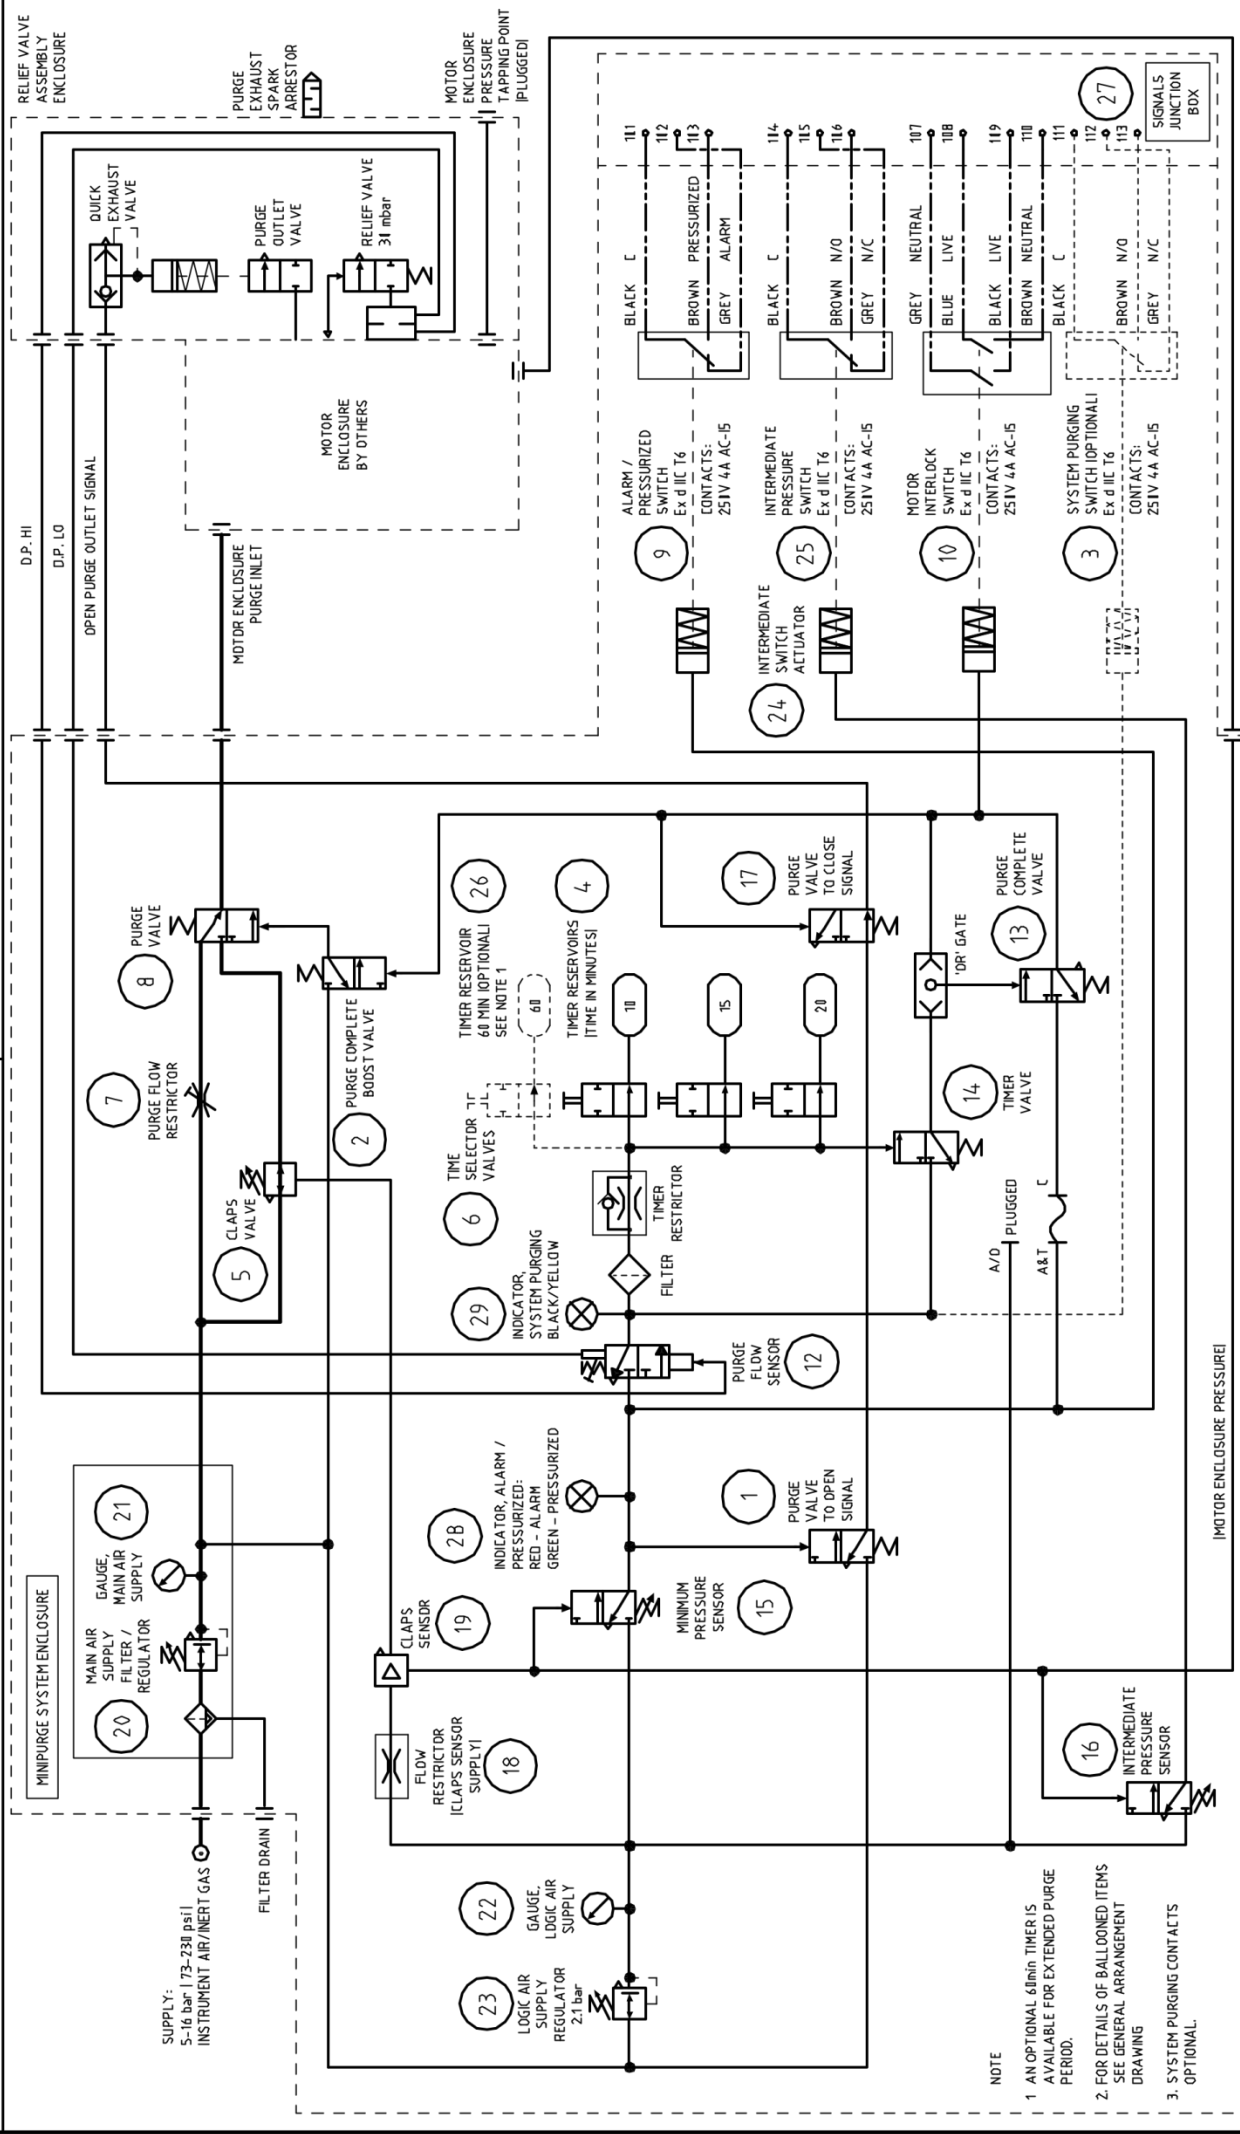 MINIPURGE SYSTEM ENCLOSURE
SUPPLY:
5-16 bar (73-230 psi)
INSTRUMENT AIR/INERT GAS
FILTER DRAIN
20
MAIN AIR
SUPPLY
FILTER /
REGULATOR
21
GAUGE,
MAIN AIR
SUPPLY
5
CLAPS
VALVE
7
PURGE FLOW
RESTRICTOR
8
PURGE
VALVE
2
PURGE COMPLETE
BOOST VALVE
D.P. HI
D.P. LO
OPEN PURGE OUTLET SIGNAL
MOTOR ENCLOSURE
PURGE INLET
RELIEF VALVE
ASSEMBLY
ENCLOSURE
QUICK
EXHAUST
VALVE
PURGE
OUTLET
VALVE
RELIEF VALVE
30 mbar
PURGE
EXHAUST
SPARK
ARRESTOR
MOTOR
ENCLOSURE
PRESSURE
TAPPING POINT
(PLUGGED)
MOTOR
ENCLOSURE
BY OTHERS
23
LOGIC AIR
SUPPLY
REGULATOR
2.1 bar
22
GAUGE,
LOGIC AIR
SUPPLY
18
FLOW
RESTRICTOR
(CLAPS SENSOR
SUPPLY)
19
CLAPS
SENSOR
28
INDICATOR, ALARM /
PRESSURIZED:
RED - ALARM
GREEN - PRESSURIZED
15
MINIMUM
PRESSURE
SENSOR
1
PURGE
VALVE
TO OPEN
SIGNAL
29
INDICATOR,
SYSTEM PURGING
BLACK/YELLOW
12
PURGE
FLOW
SENSOR
FILTER
TIMER
RESTRICTOR
6
TIME
SELECTOR
VALVES
26
TIMER RESERVOIR
60 MIN (OPTIONAL)
SEE NOTE 1
4
TIMER RESERVOIRS
(TIME IN MINUTES)
60
10
15
20
14
TIMER
VALVE
'OR' GATE
17
PURGE
VALVE
TO CLOSE
SIGNAL
13
PURGE
COMPLETE
VALVE
A/O
PLUGGED
A&T
C
16
INTERMEDIATE
PRESSURE
SENSOR
(MOTOR ENCLOSURE PRESSURE)
9
ALARM /
PRESSURIZED
SWITCH
Ex d IIC T6
CONTACTS:
250V 4A AC-15
BLACK C
BROWN PRESSURIZED
GREY ALARM
101
102
103
24
INTERMEDIATE
SWITCH
ACTUATOR
25
INTERMEDIATE
PRESSURE
SWITCH
Ex d IIC T6
CONTACTS:
250V 4A AC-15
BLACK C
BROWN N/O
GREY N/C
104
105
106
10
MOTOR
INTERLOCK
SWITCH
Ex d IIC T6
CONTACTS:
250V 4A AC-15
GREY NEUTRAL
BLUE LIVE
BLACK LIVE
BROWN NEUTRAL
107
108
109
110
3
SYSTEM PURGING
SWITCH (OPTIONAL)
Ex d IIC T6
CONTACTS:
250V 4A AC-15
BLACK C
BROWN N/O
GREY N/C
111
112
113
27
SIGNALS
JUNCTION
BOX
NOTE
1 AN OPTIONAL 60min TIMER IS
AVAILABLE FOR EXTENDED PURGE
PERIOD.
2. FOR DETAILS OF BALLOONED ITEMS
SEE GENERAL ARRANGEMENT
DRAWING
3. SYSTEM PURGING CONTACTS
OPTIONAL.